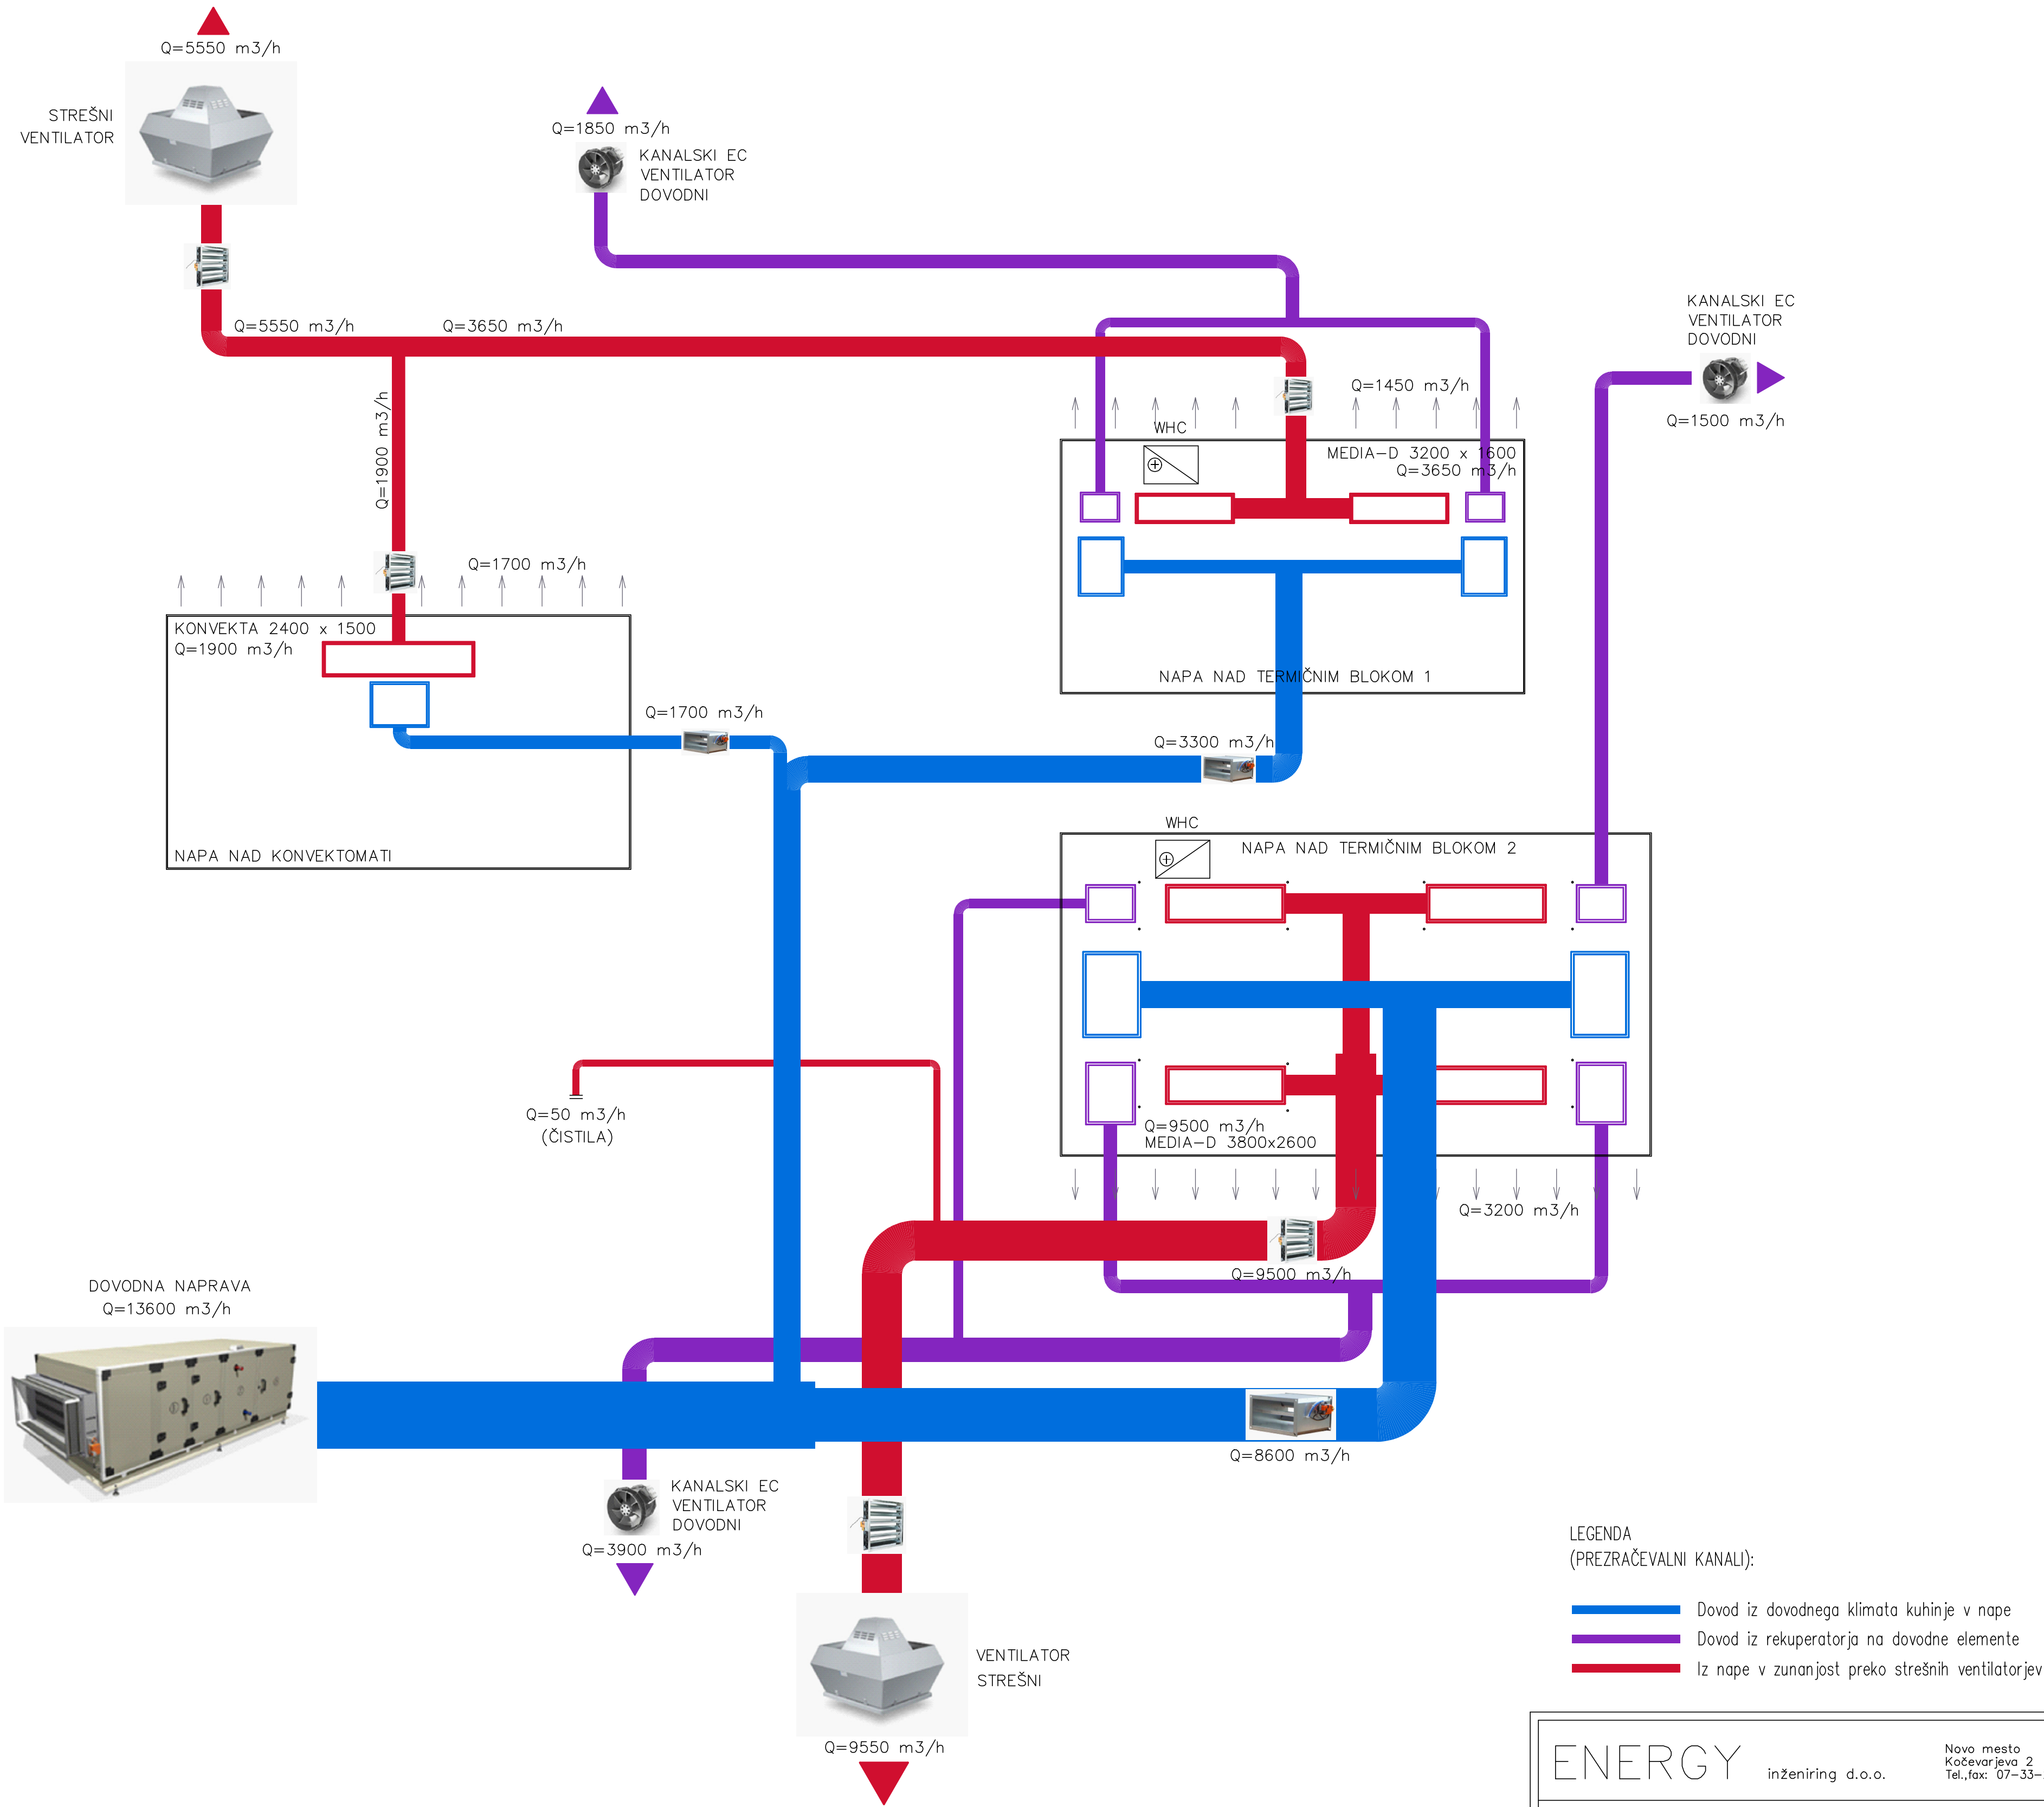 Q=5550 m3/h
STREŠNI
VENTILATOR
Q=1850 m3/h
KANALSKI EC
VENTILATOR
DOVODNI
Q=5550 m3/h
Q=3650 m3/h
KANALSKI EC
VENTILATOR
DOVODNI
Q=1500 m3/h
Q=1450 m3/h
WHC
MEDIA-D 3200 x 1600
Q=3650 m3/h
NAPA NAD TERMIČNIM BLOKOM 1
Q=1900 m3/h
Q=1700 m3/h
KONVEKTA 2400 x 1500
Q=1900 m3/h
NAPA NAD KONVEKTOMATI
Q=1700 m3/h
Q=3300 m3/h
WHC
NAPA NAD TERMIČNIM BLOKOM 2
Q=9500 m3/h
MEDIA-D 3800x2600
Q=3200 m3/h
Q=50 m3/h
(ČISTILA)
Q=9500 m3/h
DOVODNA NAPRAVA
Q=13600 m3/h
Q=8600 m3/h
KANALSKI EC
VENTILATOR
DOVODNI
Q=3900 m3/h
VENTILATOR
STREŠNI
Q=9550 m3/h
LEGENDA
(PREZRAČEVALNI KANALI):
Dovod iz dovodnega klimata kuhinje v nape
Dovod iz rekuperatorja na dovodne elemente
Iz nape v zunanjost preko strešnih ventilatorjev
ENERGY inženiring d.o.o.
Novo mesto
Kočevarjeva 2
Tel.,fax: 07-33-